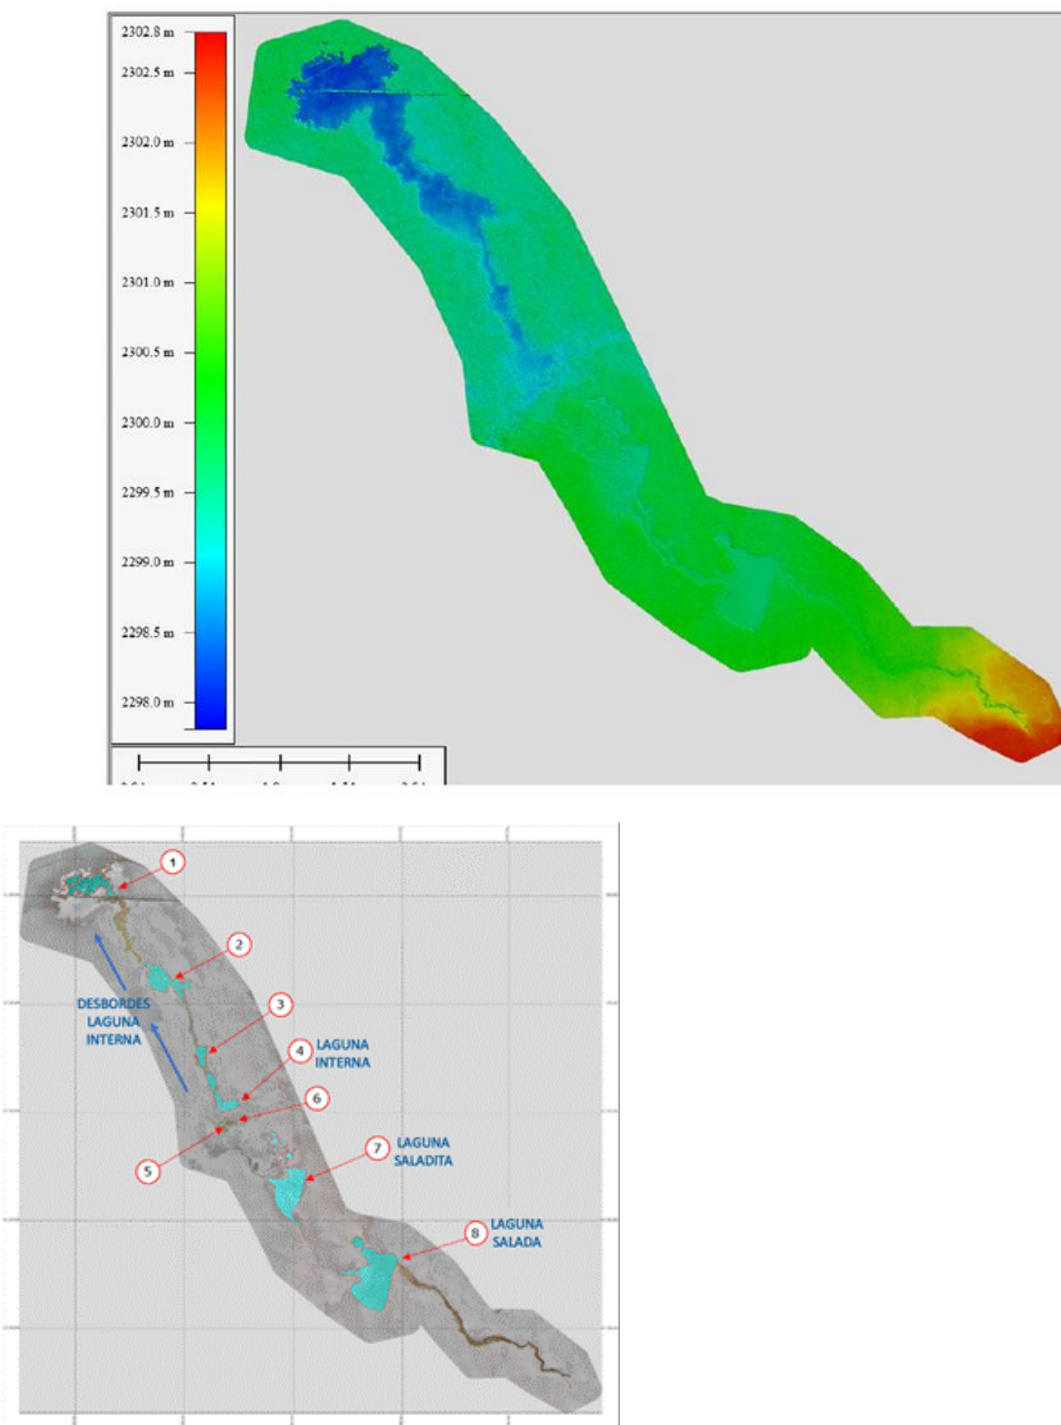 2302.8 m
2302.5 m
2302.0 m
2301.5 m
2301.0 m
2300.5 m
2300.0 m
2299.5 m
2299.0 m
2298.5 m
2298.0 m
1
2
DESBORDES
LAGUNA
INTERNA
3
4
LAGUNA
INTERNA
6
5
7
LAGUNA
SALADITA
8
LAGUNA
SALADA